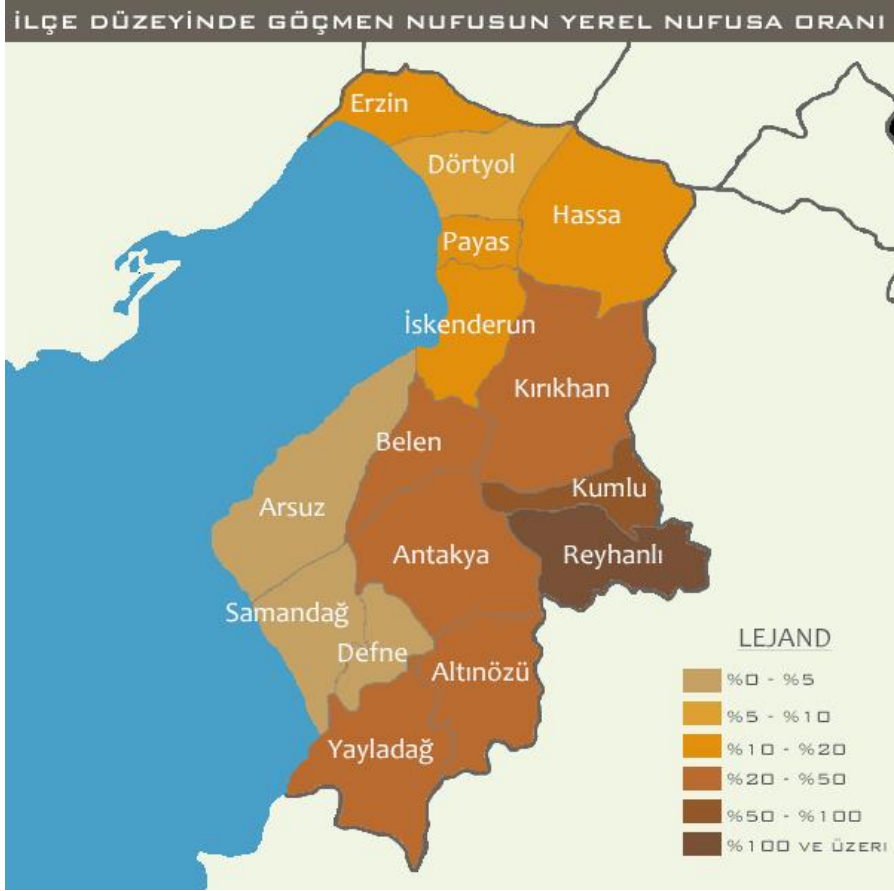 İLÇE DÜZEYİNDE GÖÇMEN NUFUSUN YEREL NUFUSA ORANI
Erzin
Dörtyol
Hassa
Payas
İskenderun
Kırıkhan
Belen
Kumlu
Arsuz
Antakya
Reyhanlı
Samandağ
Defne
Altınözü
Yayladağ
LEJAND
%0 - %5
%5 - %10
%10 - %20
%20 - %50
%50 - %100
%100 VE ÜZERI